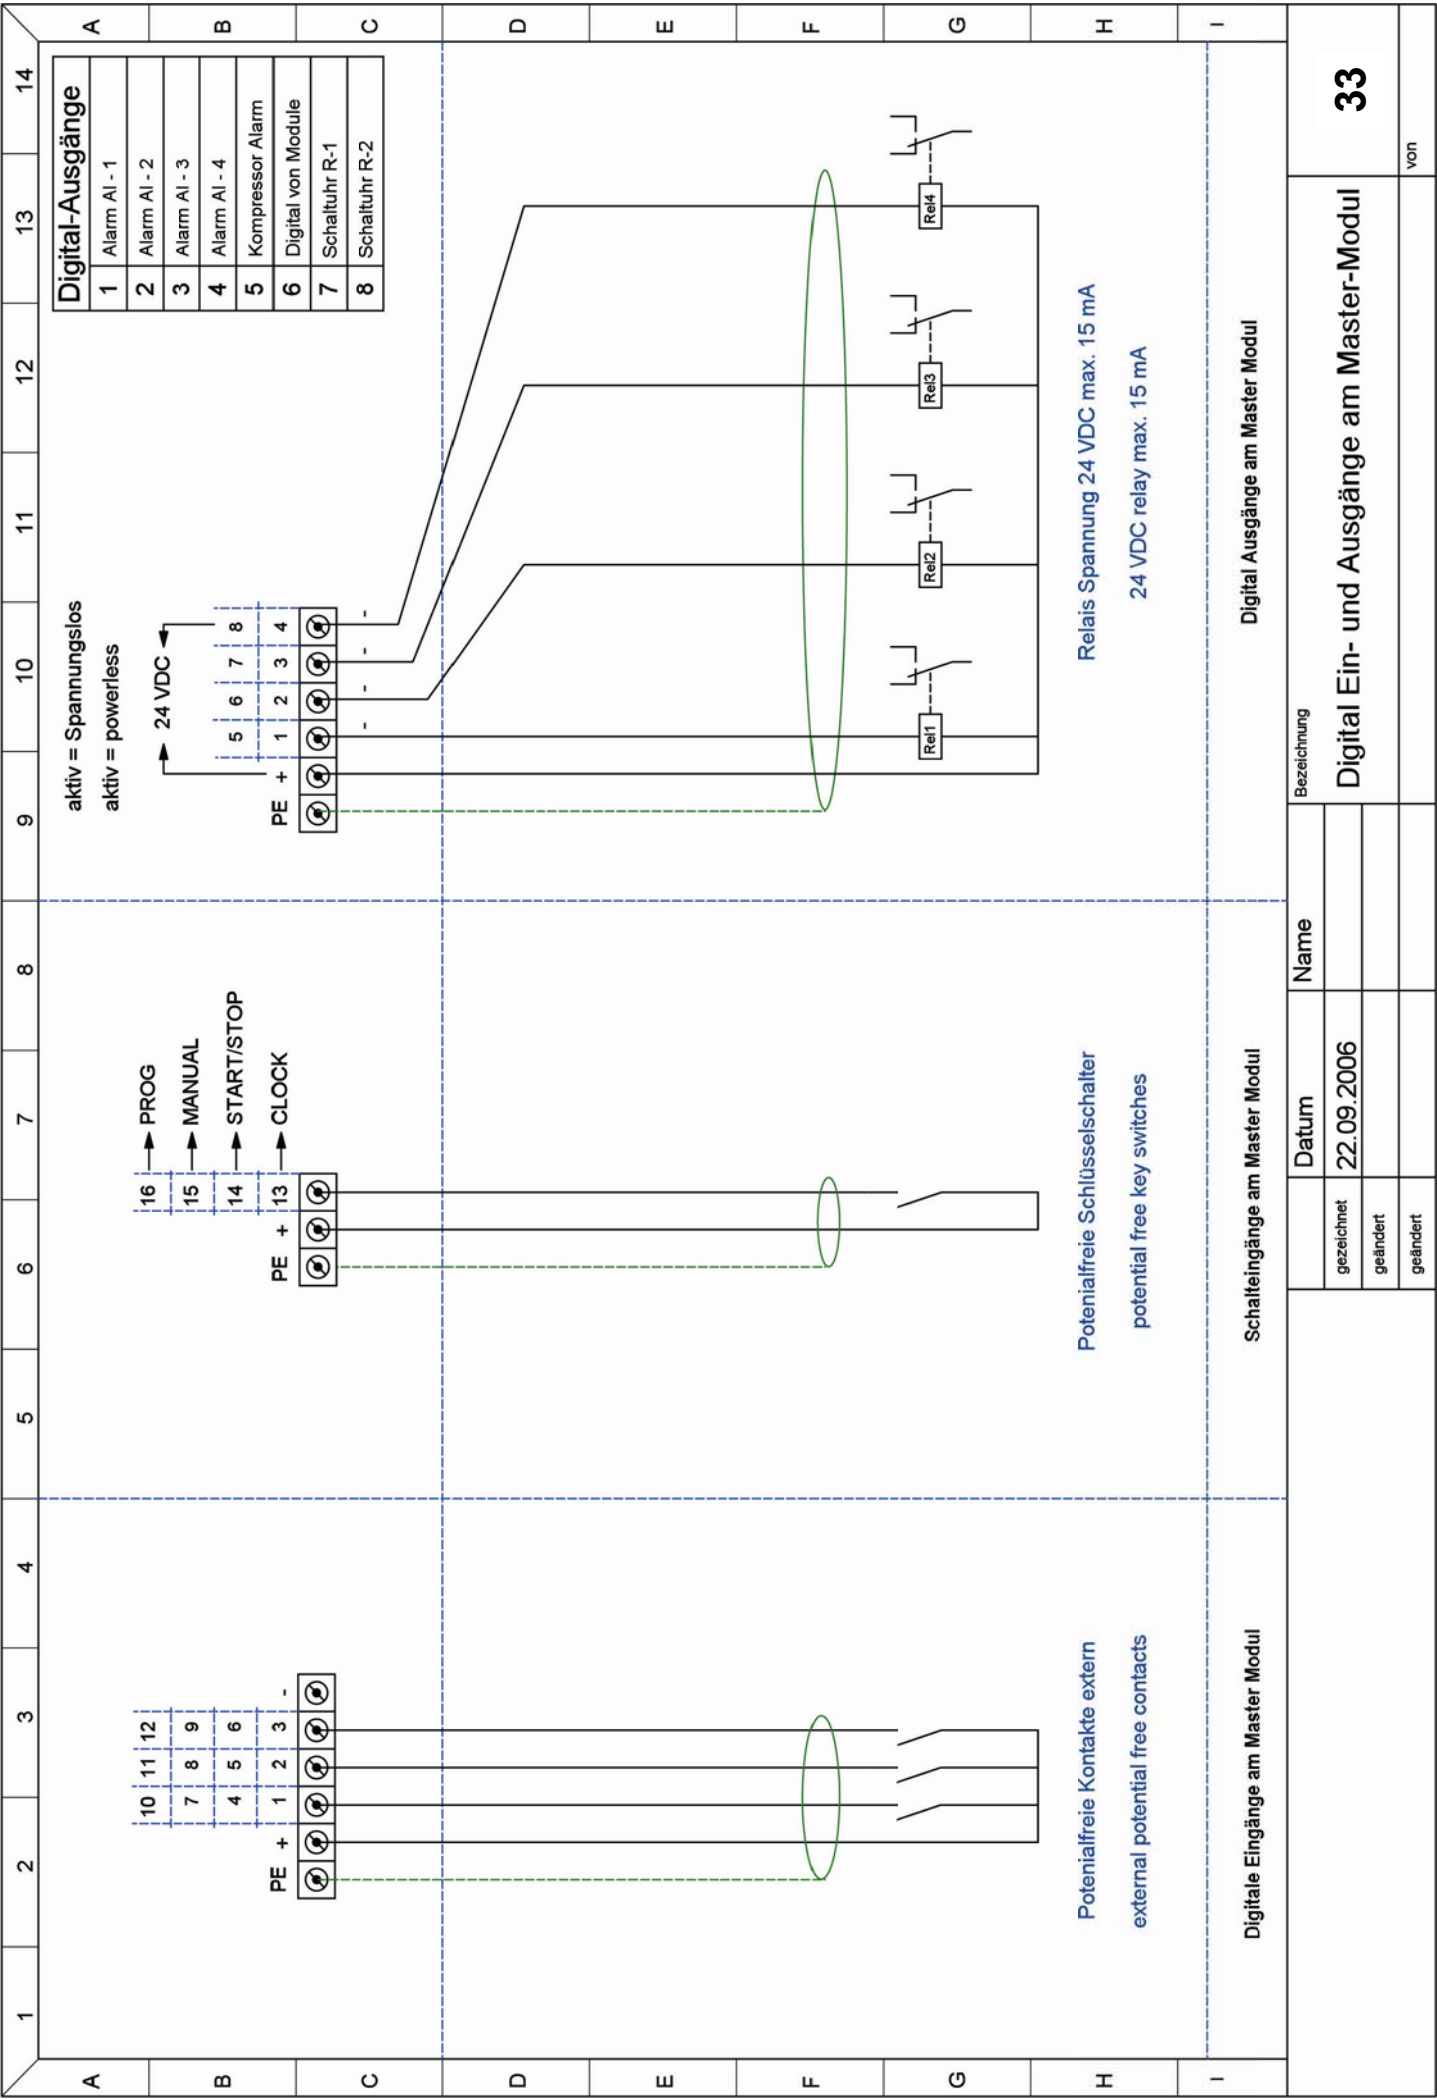 1 2 3 4 5 6 7 8 9 10 11 12 13 14
A
B
C
D
E
F
G
H
I
10 11 12
7 8 9
4 5 6
PE + 1 2 3 -
Potenialfreie Kontakte extern
external potential free contacts
Digitale Eingänge am Master Modul
16 PROG
15 MANUAL
14 START/STOP
PE + 13 CLOCK
Potenialfreie Schlüsselschalter
potential free key switches
Schalteingänge am Master Modul
aktiv = Spannungslos
aktiv = powerless
24 VDC
5 6 7 8
PE + 1 2 3 4
- - - -
Rel1 Rel2 Rel3 Rel4
Relais Spannung 24 VDC max. 15 mA
24 VDC relay max. 15 mA
Digital Ausgänge am Master Modul
Digital-Ausgänge
1 Alarm AI - 1
2 Alarm AI - 2
3 Alarm AI - 3
4 Alarm AI - 4
5 Kompressor Alarm
6 Digital von Module
7 Schaltuhr R-1
8 Schaltuhr R-2
A
B
C
D
E
F
G
H
I
Datum Name
gezeichnet 22.09.2006
geändert
geändert
Bezeichnung
Digital Ein- und Ausgänge am Master-Modul
33
von